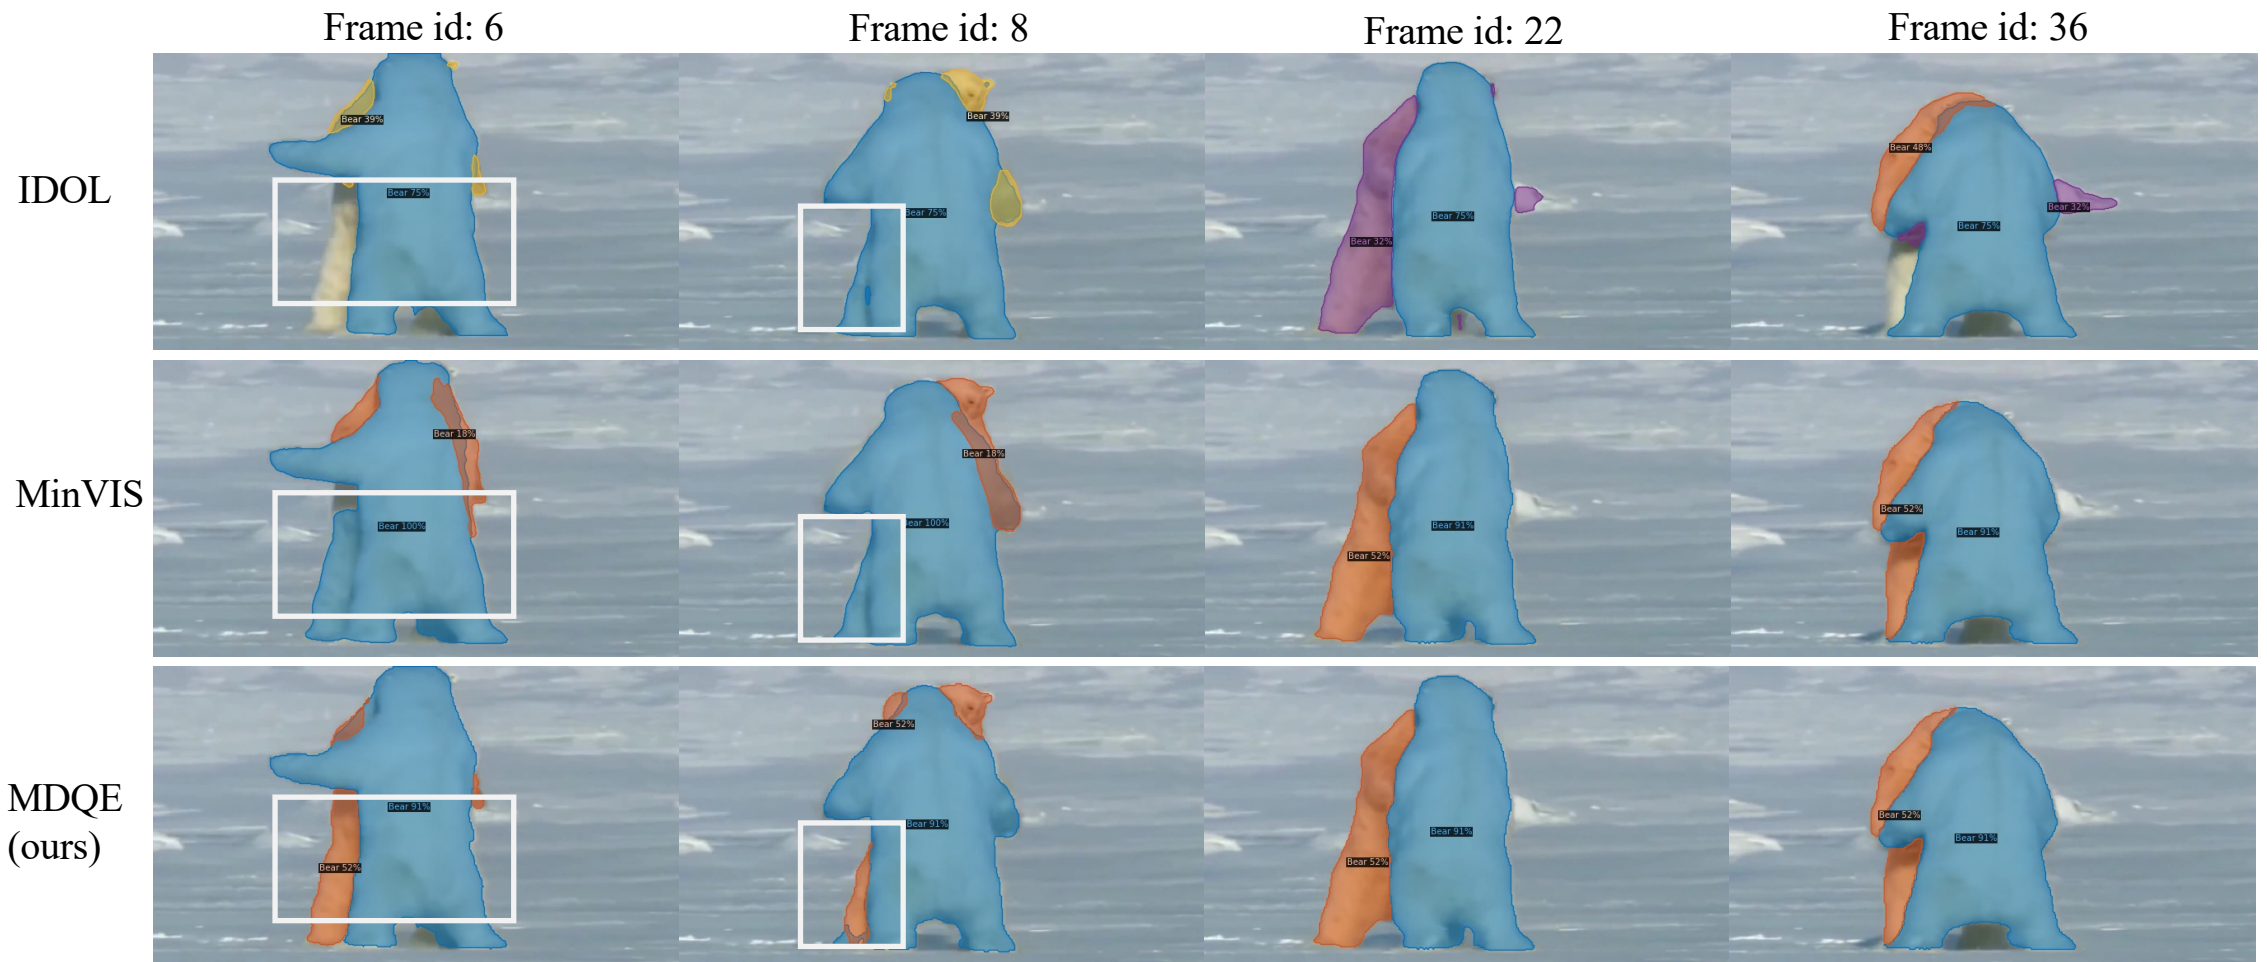 Frame id: 6
Frame id: 8
Frame id: 22
Frame id: 36
IDOL
Bear 39%
Bear 75%
Bear 39%
Bear 75%
Bear 32%
Bear 75%
Bear 48%
Bear 32%
Bear 75%
MinVIS
Bear 18%
Bear 100%
Bear 18%
Bear 100%
Bear 52%
Bear 91%
Bear 52%
Bear 91%
MDQE
(ours)
Bear 91%
Bear 52%
Bear 52%
Bear 91%
Bear 52%
Bear 91%
Bear 52%
Bear 91%